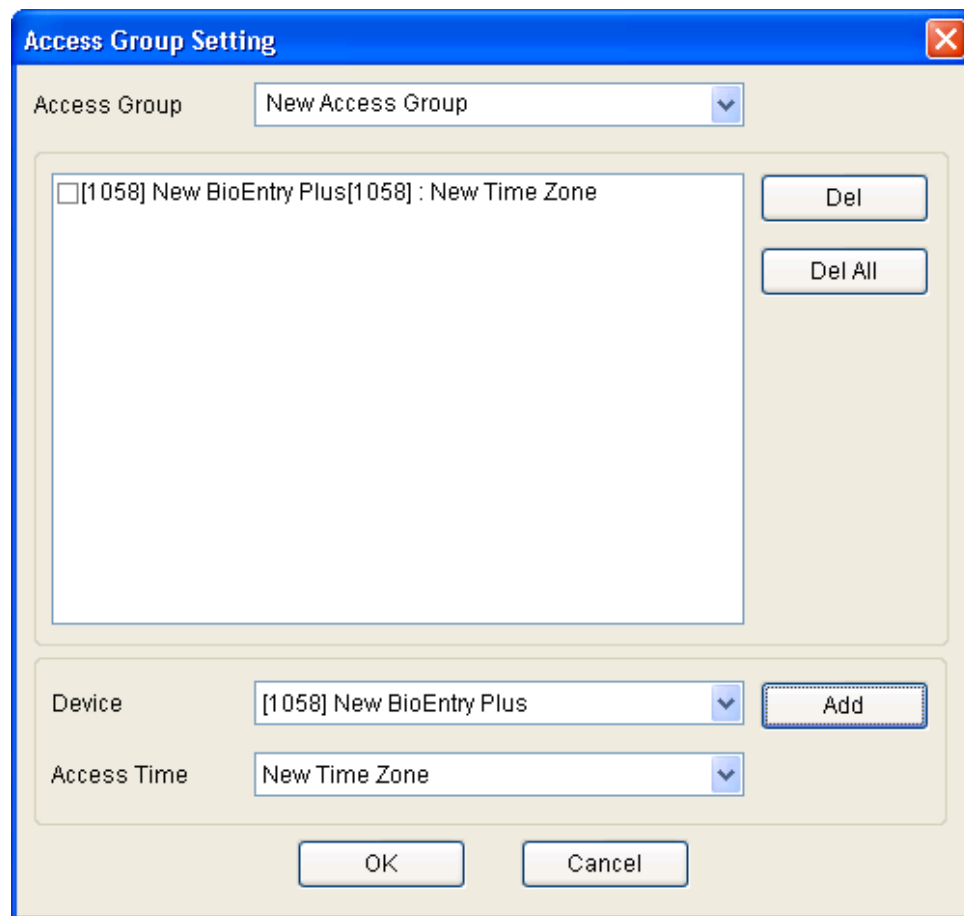 Access Group Setting
Access Group
New Access Group
[1058] New BioEntry Plus[1058] : New Time Zone
Del
Del All
Device
[1058] New BioEntry Plus
Add
Access Time
New Time Zone
OK
Cancel